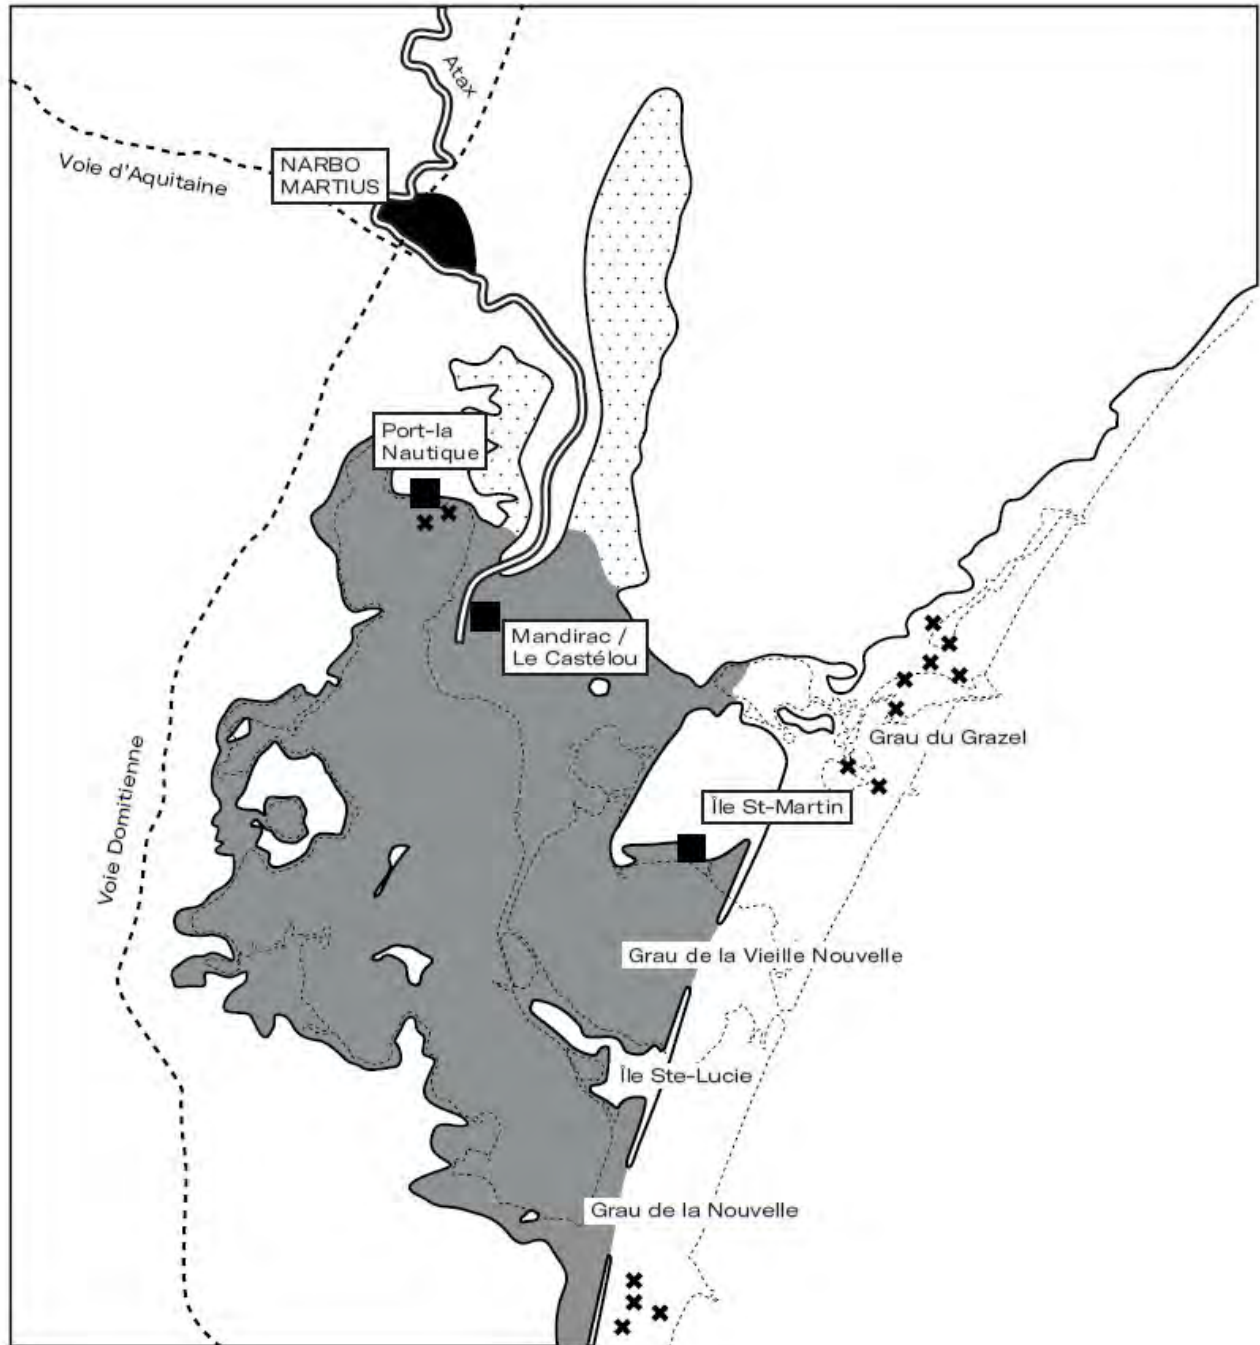 Atax
Voie d'Aquitaine
NARBO
MARTIUS
Port-la
Nautique
Mandirac /
Le Castélou
Grau du Grazel
Île St-Martin
Voie Domitienne
Grau de la Vieille Nouvelle
Île Ste-Lucie
Grau de la Nouvelle